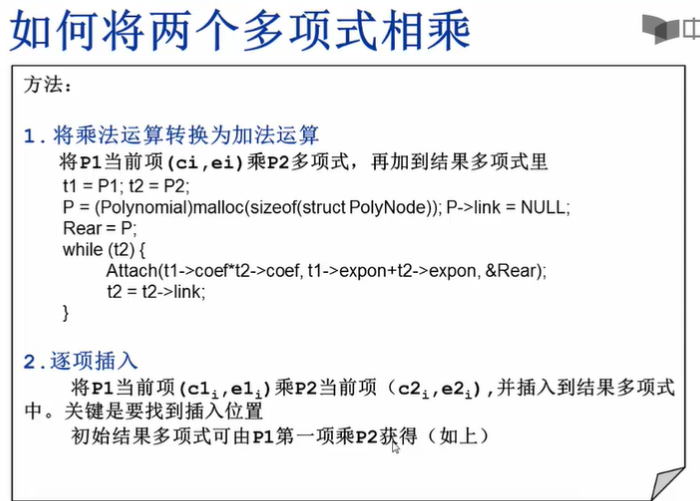 如何将两个多项式相乘
中
方法:
1.将乘法运算转换为加法运算
将P1当前项(ci,ei)乘P2多项式,再加到结果多项式里
t1 = P1; t2 = P2;
P = (Polynomial)malloc(sizeof(struct PolyNode)); P->link = NULL;
Rear = P;
while (t2) {
Attach(t1->coef*t2->coef, t1->expon+t2->expon, &Rear);
t2 = t2->link;
}
2.逐项插入
将P1当前项(c1i,e1i)乘P2当前项(c2i,e2i),并插入到结果多项式
中。关键是要找到插入位置
初始结果多项式可由P1第一项乘P2获得(如上)